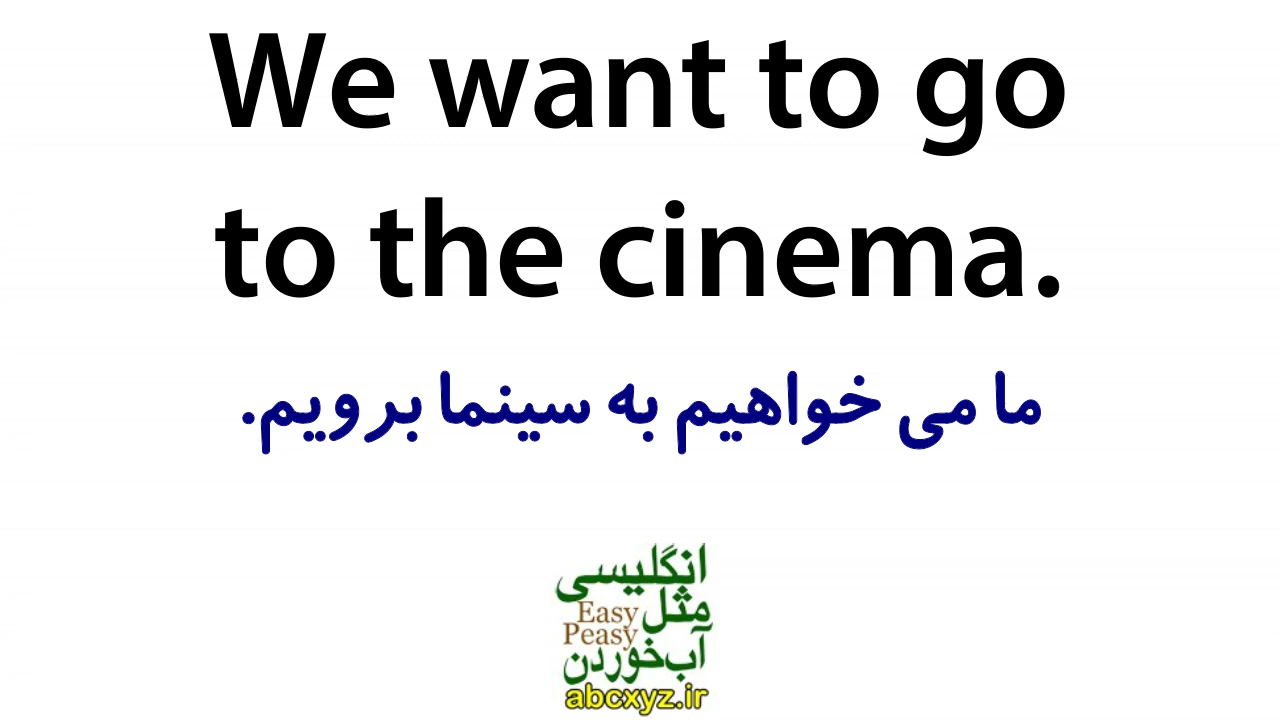 We want to go
to the cinema.
ما می خواهیم به سینما برویم.
انگلیسی
مثل Easy
Peasy
آب‌خوردن
abcxyz.ir